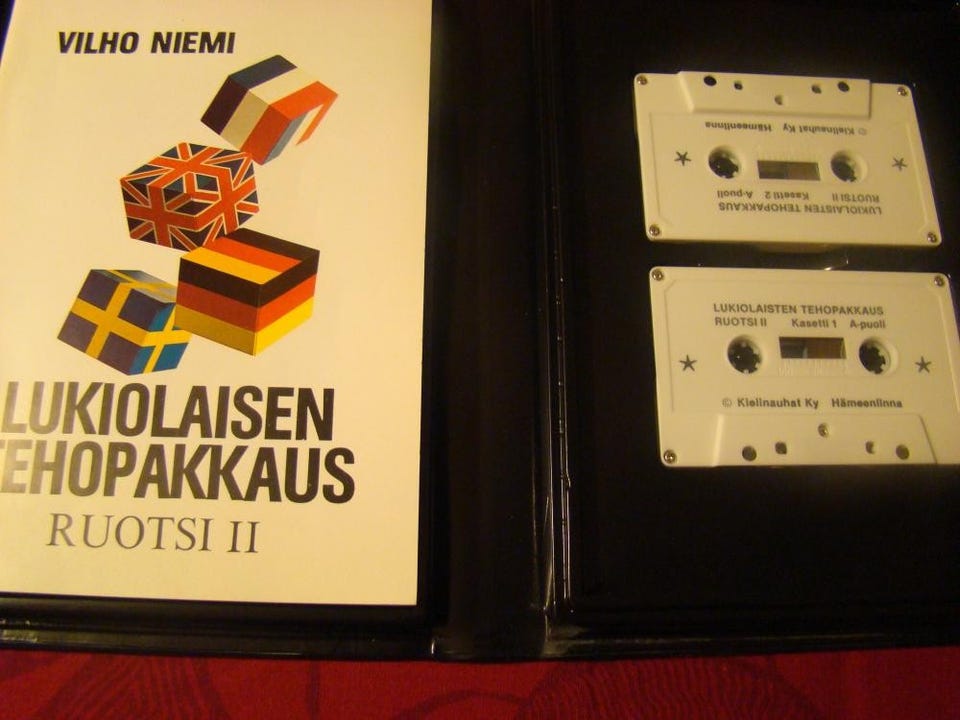 VILHO NIEMI
LUKIOLAISEN
TEHOPAKKAUS
RUOTSI II
LUKIOLAISTEN TEHOPAKKAUS
RUOTSI II Kasetti 2 A-puoli
© Kielinauhat Ky Hämeenlinna
LUKIOLAISTEN TEHOPAKKAUS
RUOTSI II Kasetti 1 A-puoli
© Kielinauhat Ky Hämeenlinna